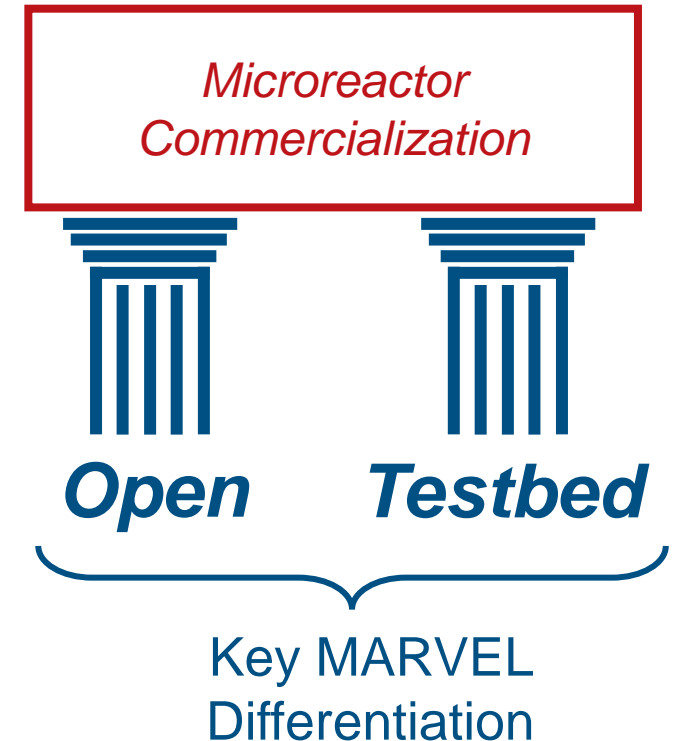 Microreactor
Commercialization
Open Testbed
Key MARVEL
Differentiation